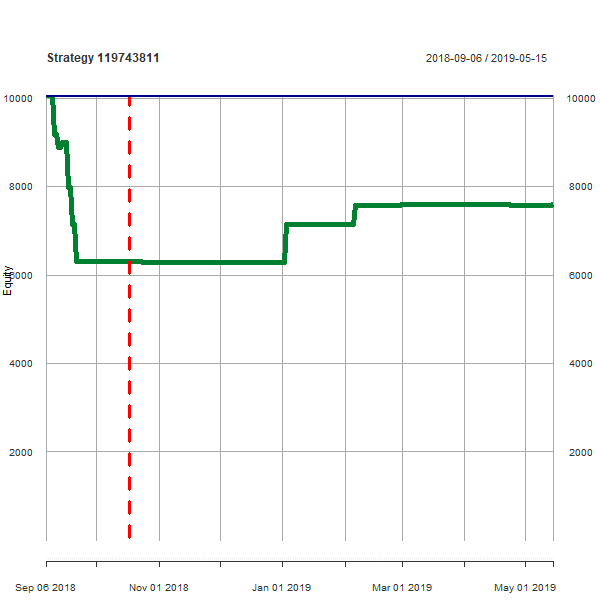 Strategy 119743811
2018-09-06 / 2019-05-15
10000
10000
8000
8000
Equity
6000
6000
4000
4000
2000
2000
Sep 06 2018
Nov 01 2018
Jan 01 2019
Mar 01 2019
May 01 2019